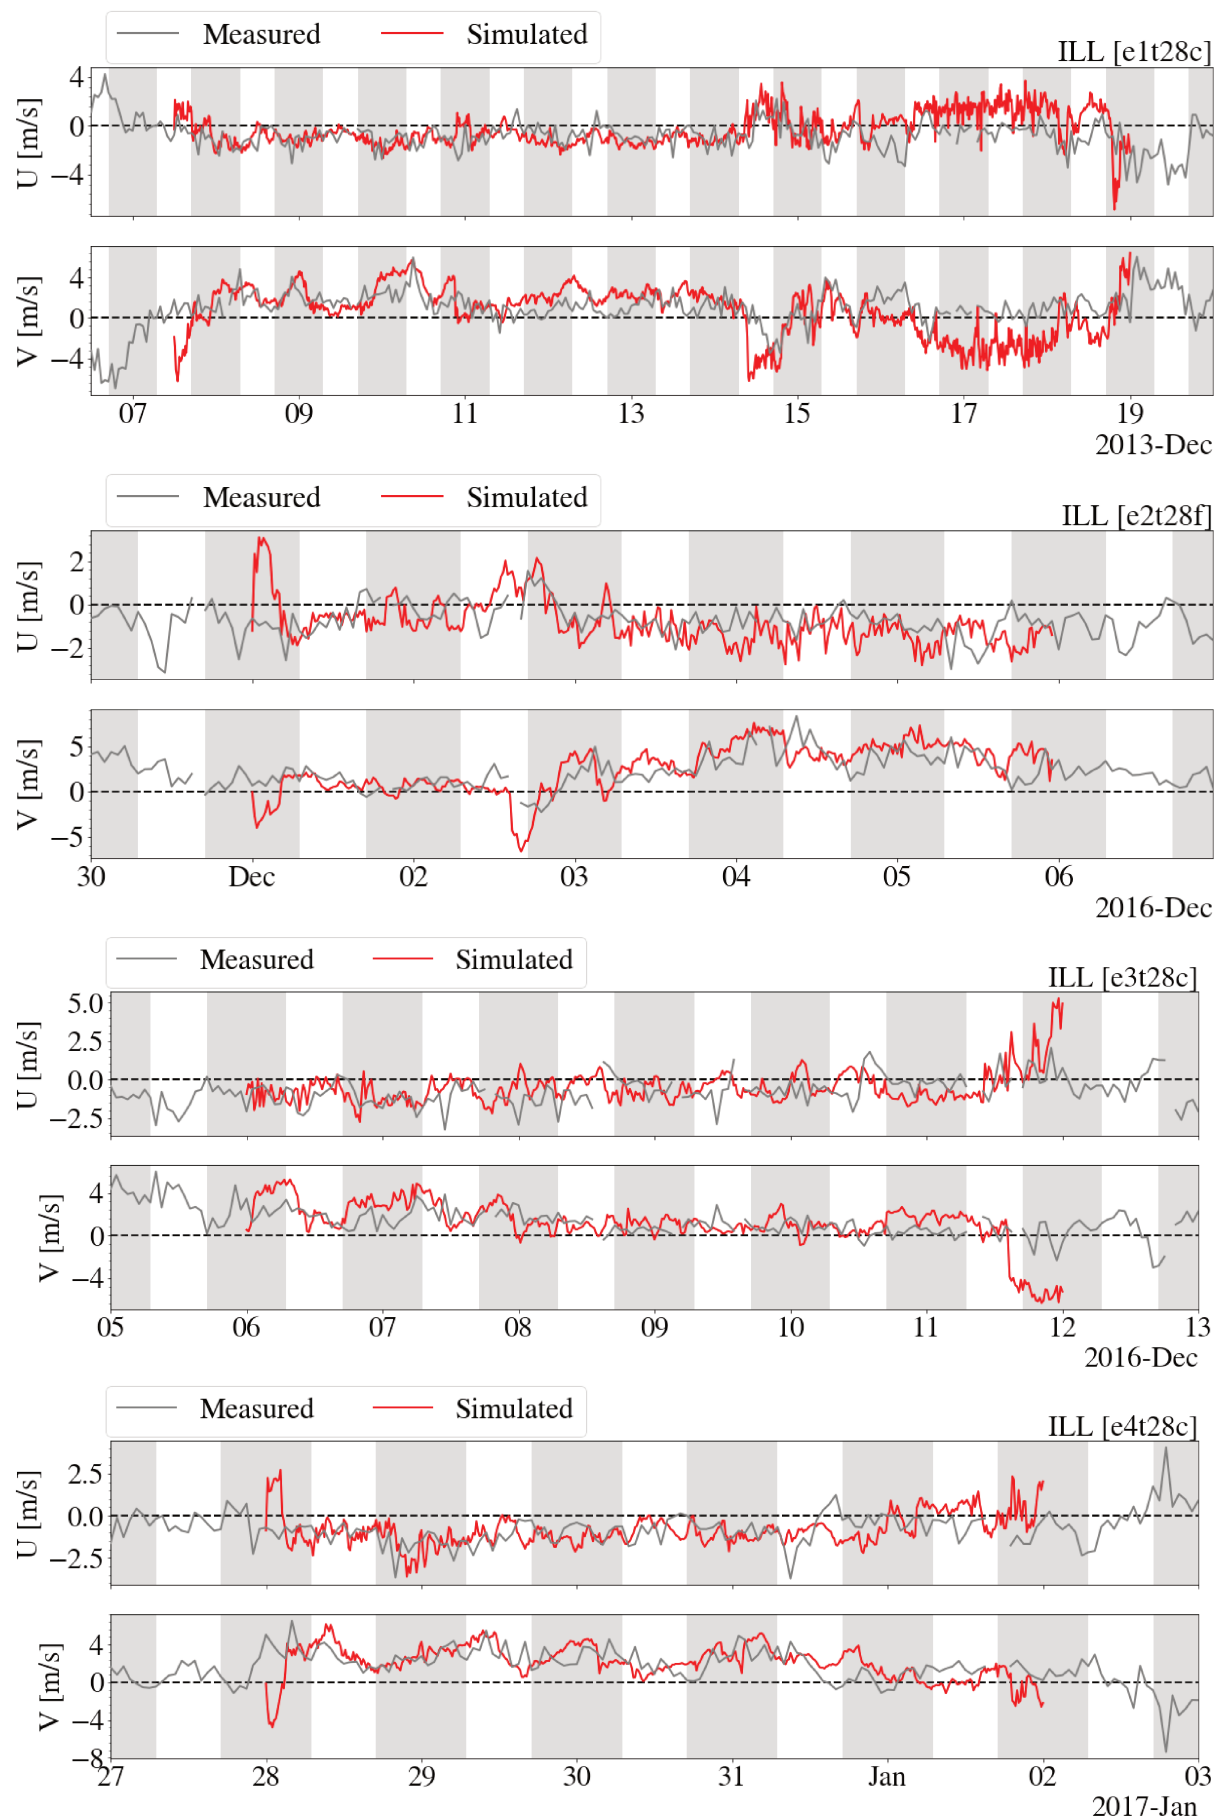 Measured Simulated
ILL [e1t28c]
U [m/s]
4
0
−4
V [m/s]
4
0
−4
07 09 11 13 15 17 19
2013-Dec
Measured Simulated
ILL [e2t28f]
U [m/s]
2
0
−2
V [m/s]
5
0
−5
30 Dec 02 03 04 05 06
2016-Dec
Measured Simulated
ILL [e3t28c]
U [m/s]
5.0
2.5
0.0
−2.5
V [m/s]
4
0
−4
05 06 07 08 09 10 11 12 13
2016-Dec
Measured Simulated
ILL [e4t28c]
U [m/s]
2.5
0.0
−2.5
V [m/s]
4
0
−4
−8
27 28 29 30 31 Jan 02 03
2017-Jan